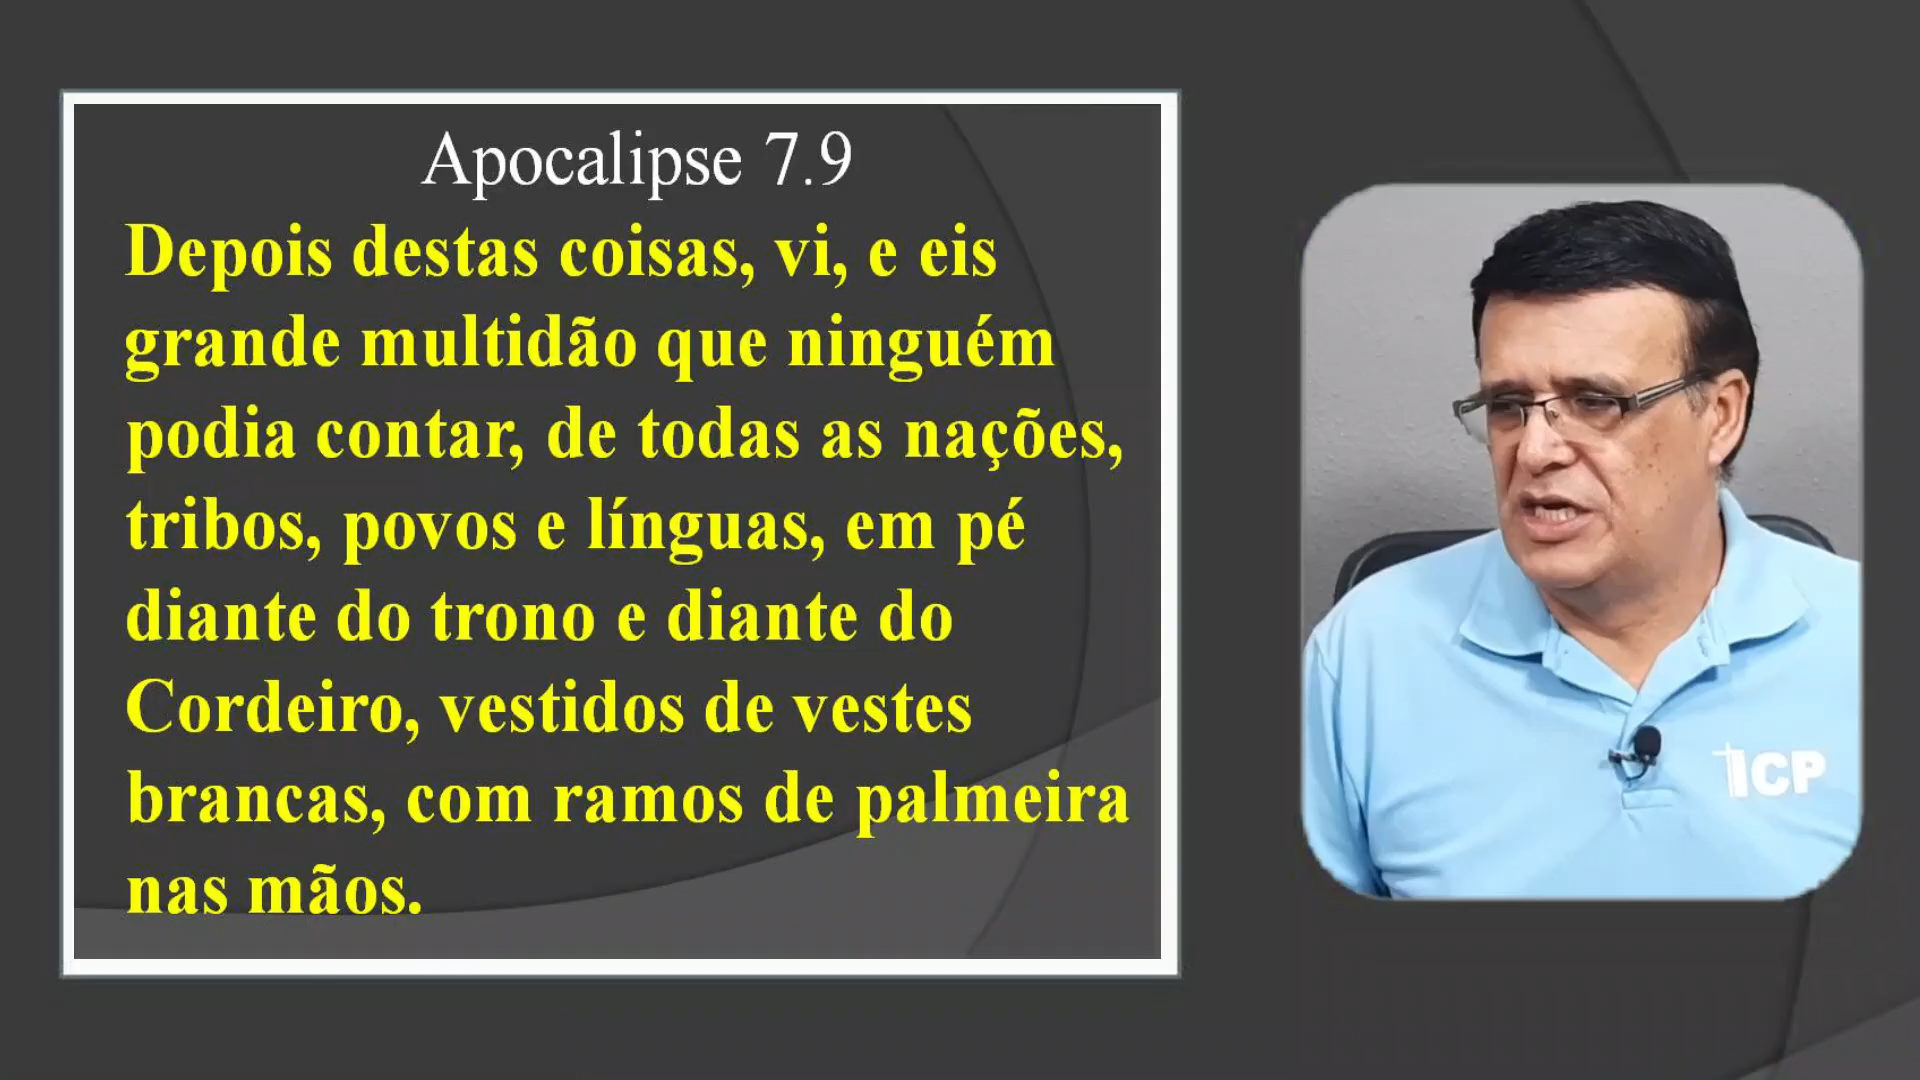 Apocalipse 7.9
Depois destas coisas, vi, e eis
grande multidão que ninguém
podia contar, de todas as nações,
tribos, povos e línguas, em pé
diante do trono e diante do
Cordeiro, vestidos de vestes
brancas, com ramos de palmeira
nas mãos.
ICP